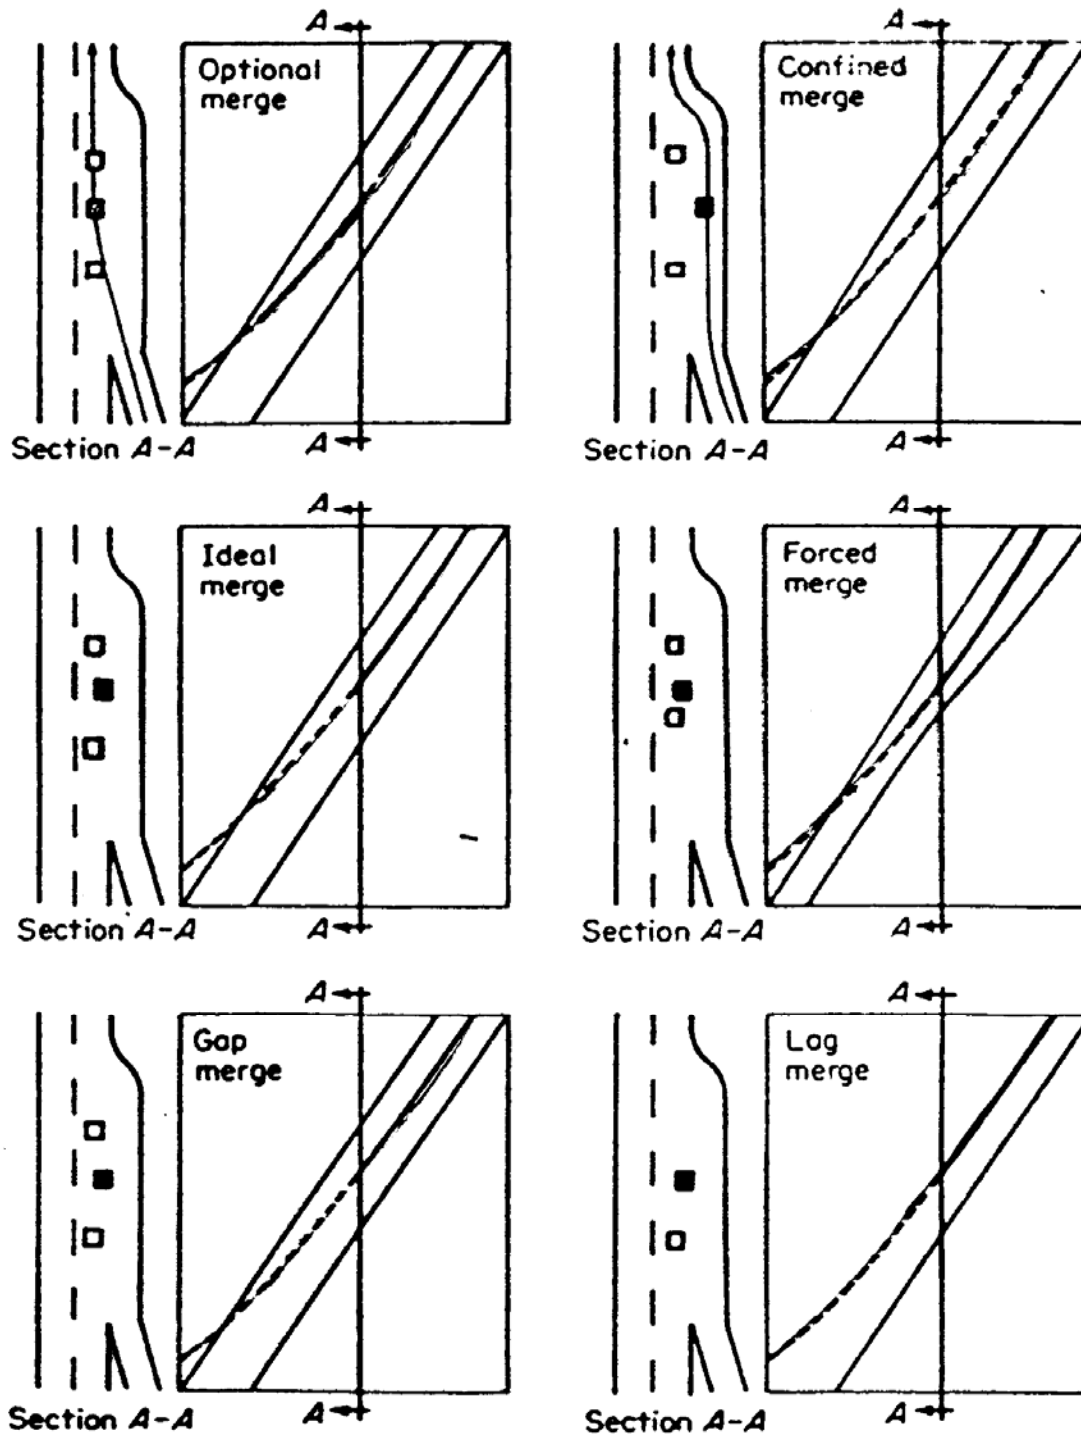 A
A
Optional
merge
Confined
merge
Section A-A
A
Section A-A
A
A
A
Ideal
merge
Forced
merge
Section A-A
A
Section A-A
A
A
A
Gap
merge
Lag
merge
Section A-A
A
Section A-A
A